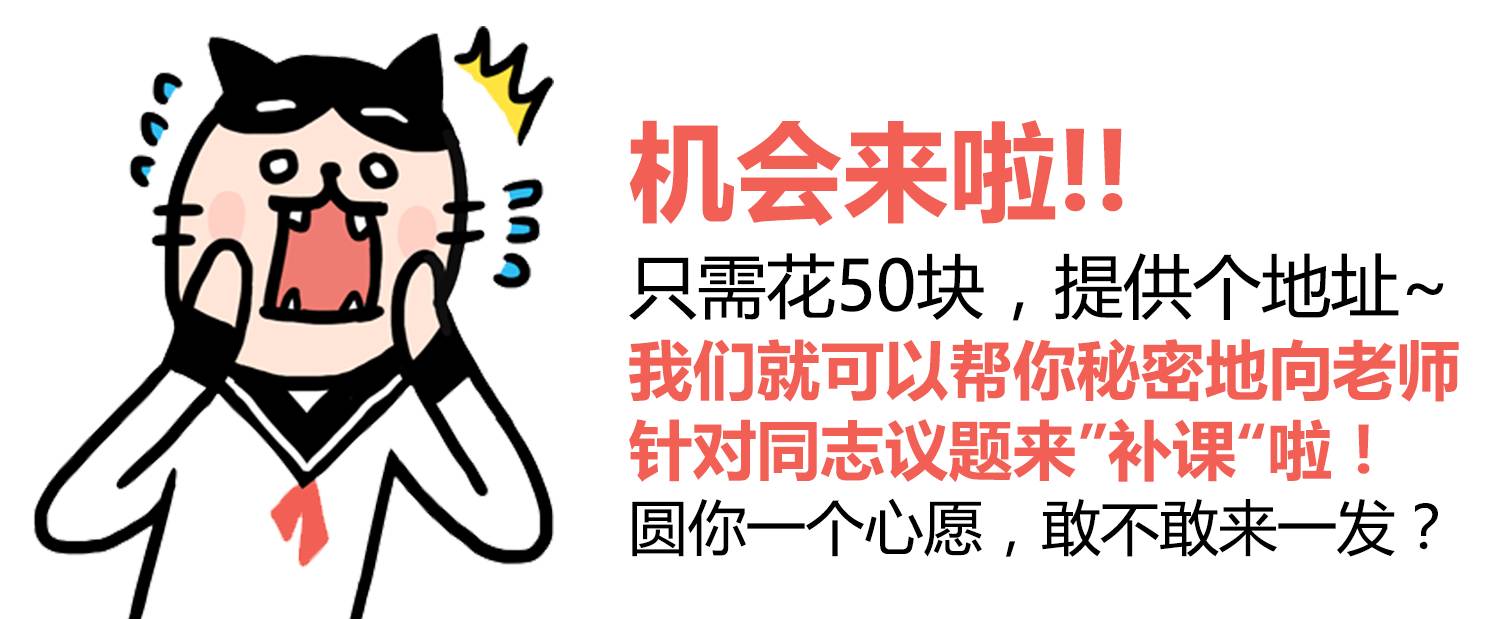 机会来啦!!
只需花50块，提供个地址~
我们就可以帮你秘密地向老师
针对同志议题来”补课“啦！
圆你一个心愿，敢不敢来一发？